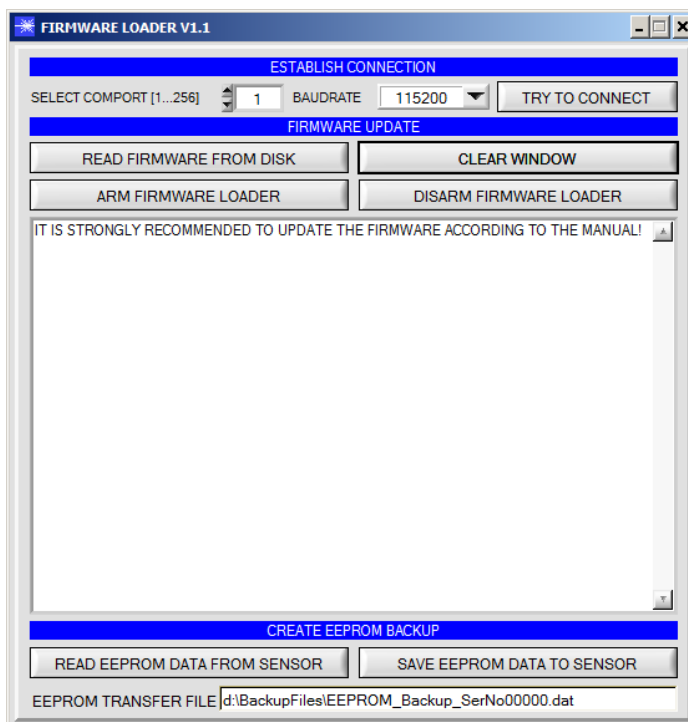 FIRMWARE LOADER V1.1
ESTABLISH CONNECTION
SELECT COMPORT [1...256] 1 BAUDRATE 115200 TRY TO CONNECT
FIRMWARE UPDATE
READ FIRMWARE FROM DISK CLEAR WINDOW
ARM FIRMWARE LOADER DISARM FIRMWARE LOADER
IT IS STRONGLY RECOMMENDED TO UPDATE THE FIRMWARE ACCORDING TO THE MANUAL!
CREATE EEPROM BACKUP
READ EEPROM DATA FROM SENSOR SAVE EEPROM DATA TO SENSOR
EEPROM TRANSFER FILE d:\BackupFiles\EEPROM_Backup_SerNo00000.dat